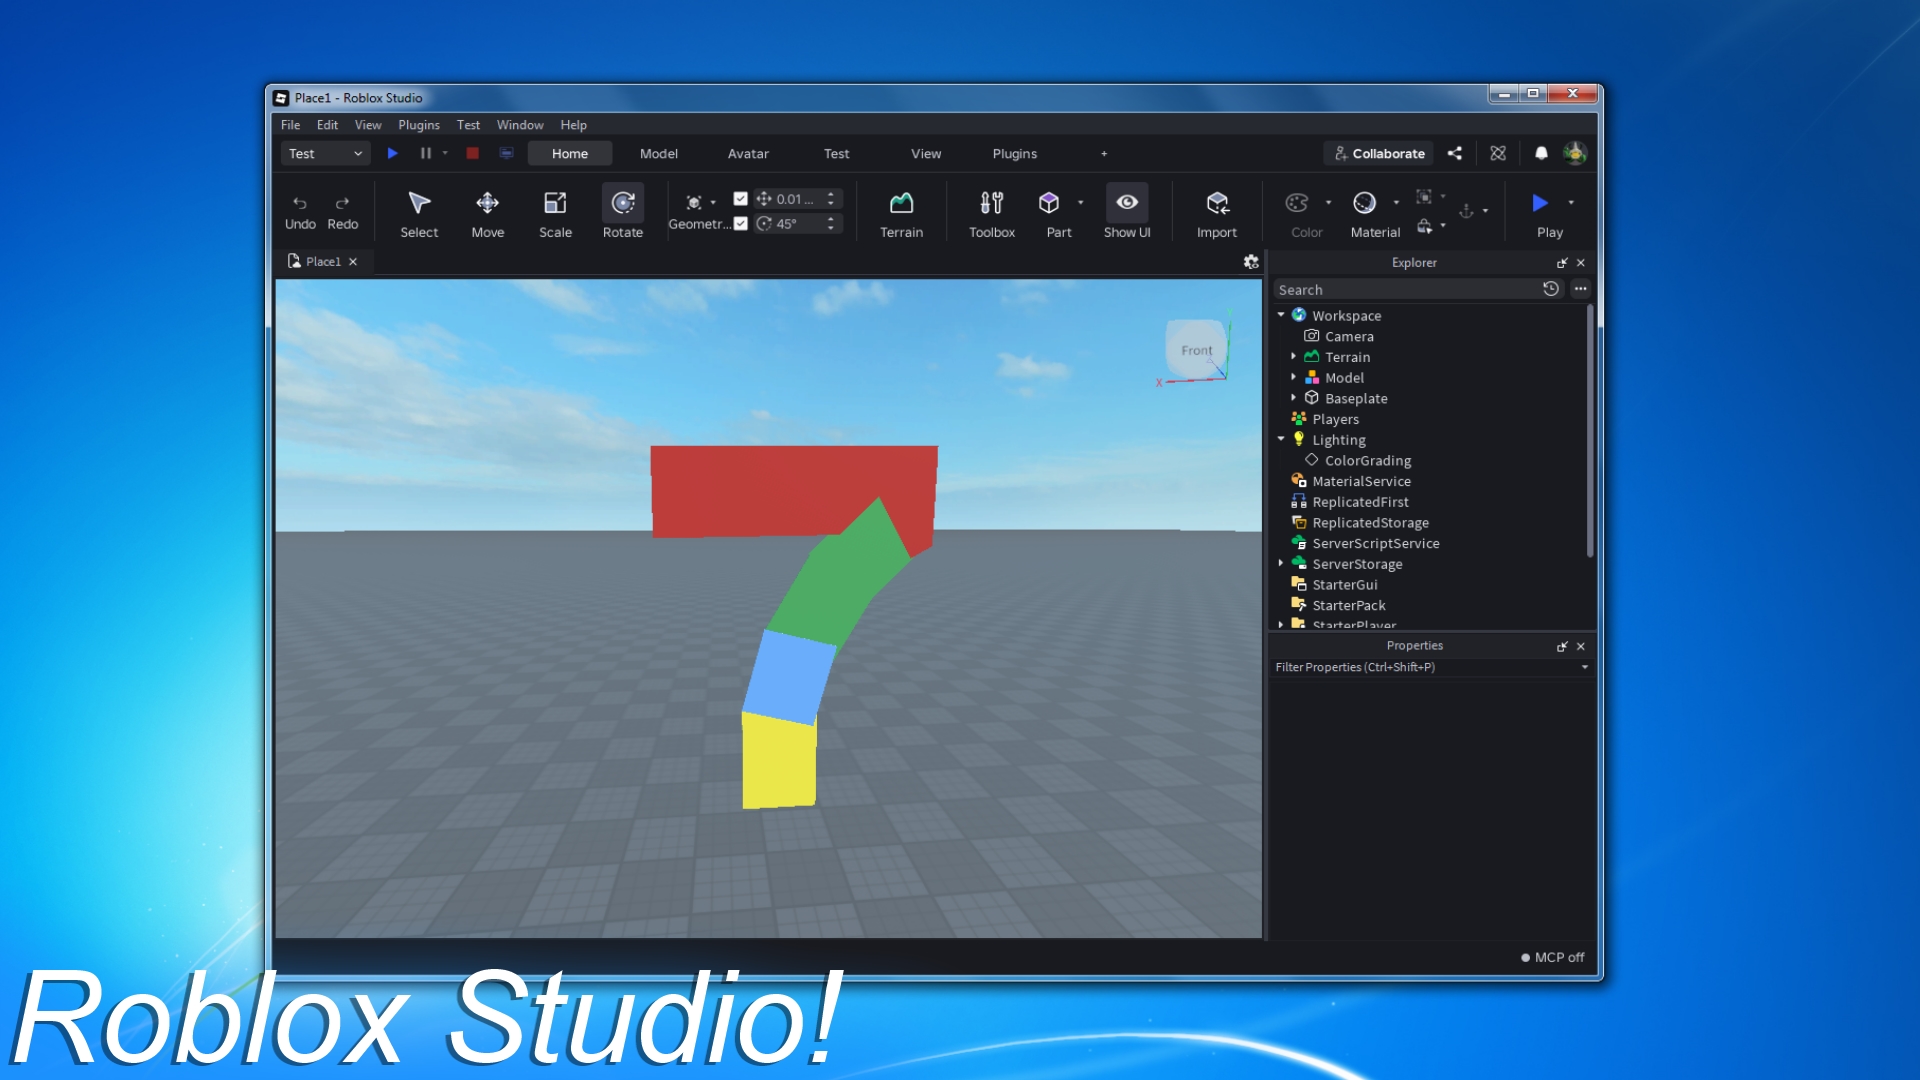 Place1 - Roblox Studio
File Edit View Plugins Test Window Help
Test Home Model Avatar Test View Plugins + Collaborate
Undo Redo Select Move Scale Rotate Geometr... 0.01 ... 45° Terrain Toolbox Part Show UI Import Color Material Play
Place1
Front
X
Explorer
Search
Workspace
Camera
Terrain
Model
Baseplate
Players
Lighting
ColorGrading
MaterialService
ReplicatedFirst
ReplicatedStorage
ServerScriptService
ServerStorage
StarterGui
StarterPack
StarterPlayer
Properties
Filter Properties (Ctrl+Shift+P)
MCP off
Roblox Studio!